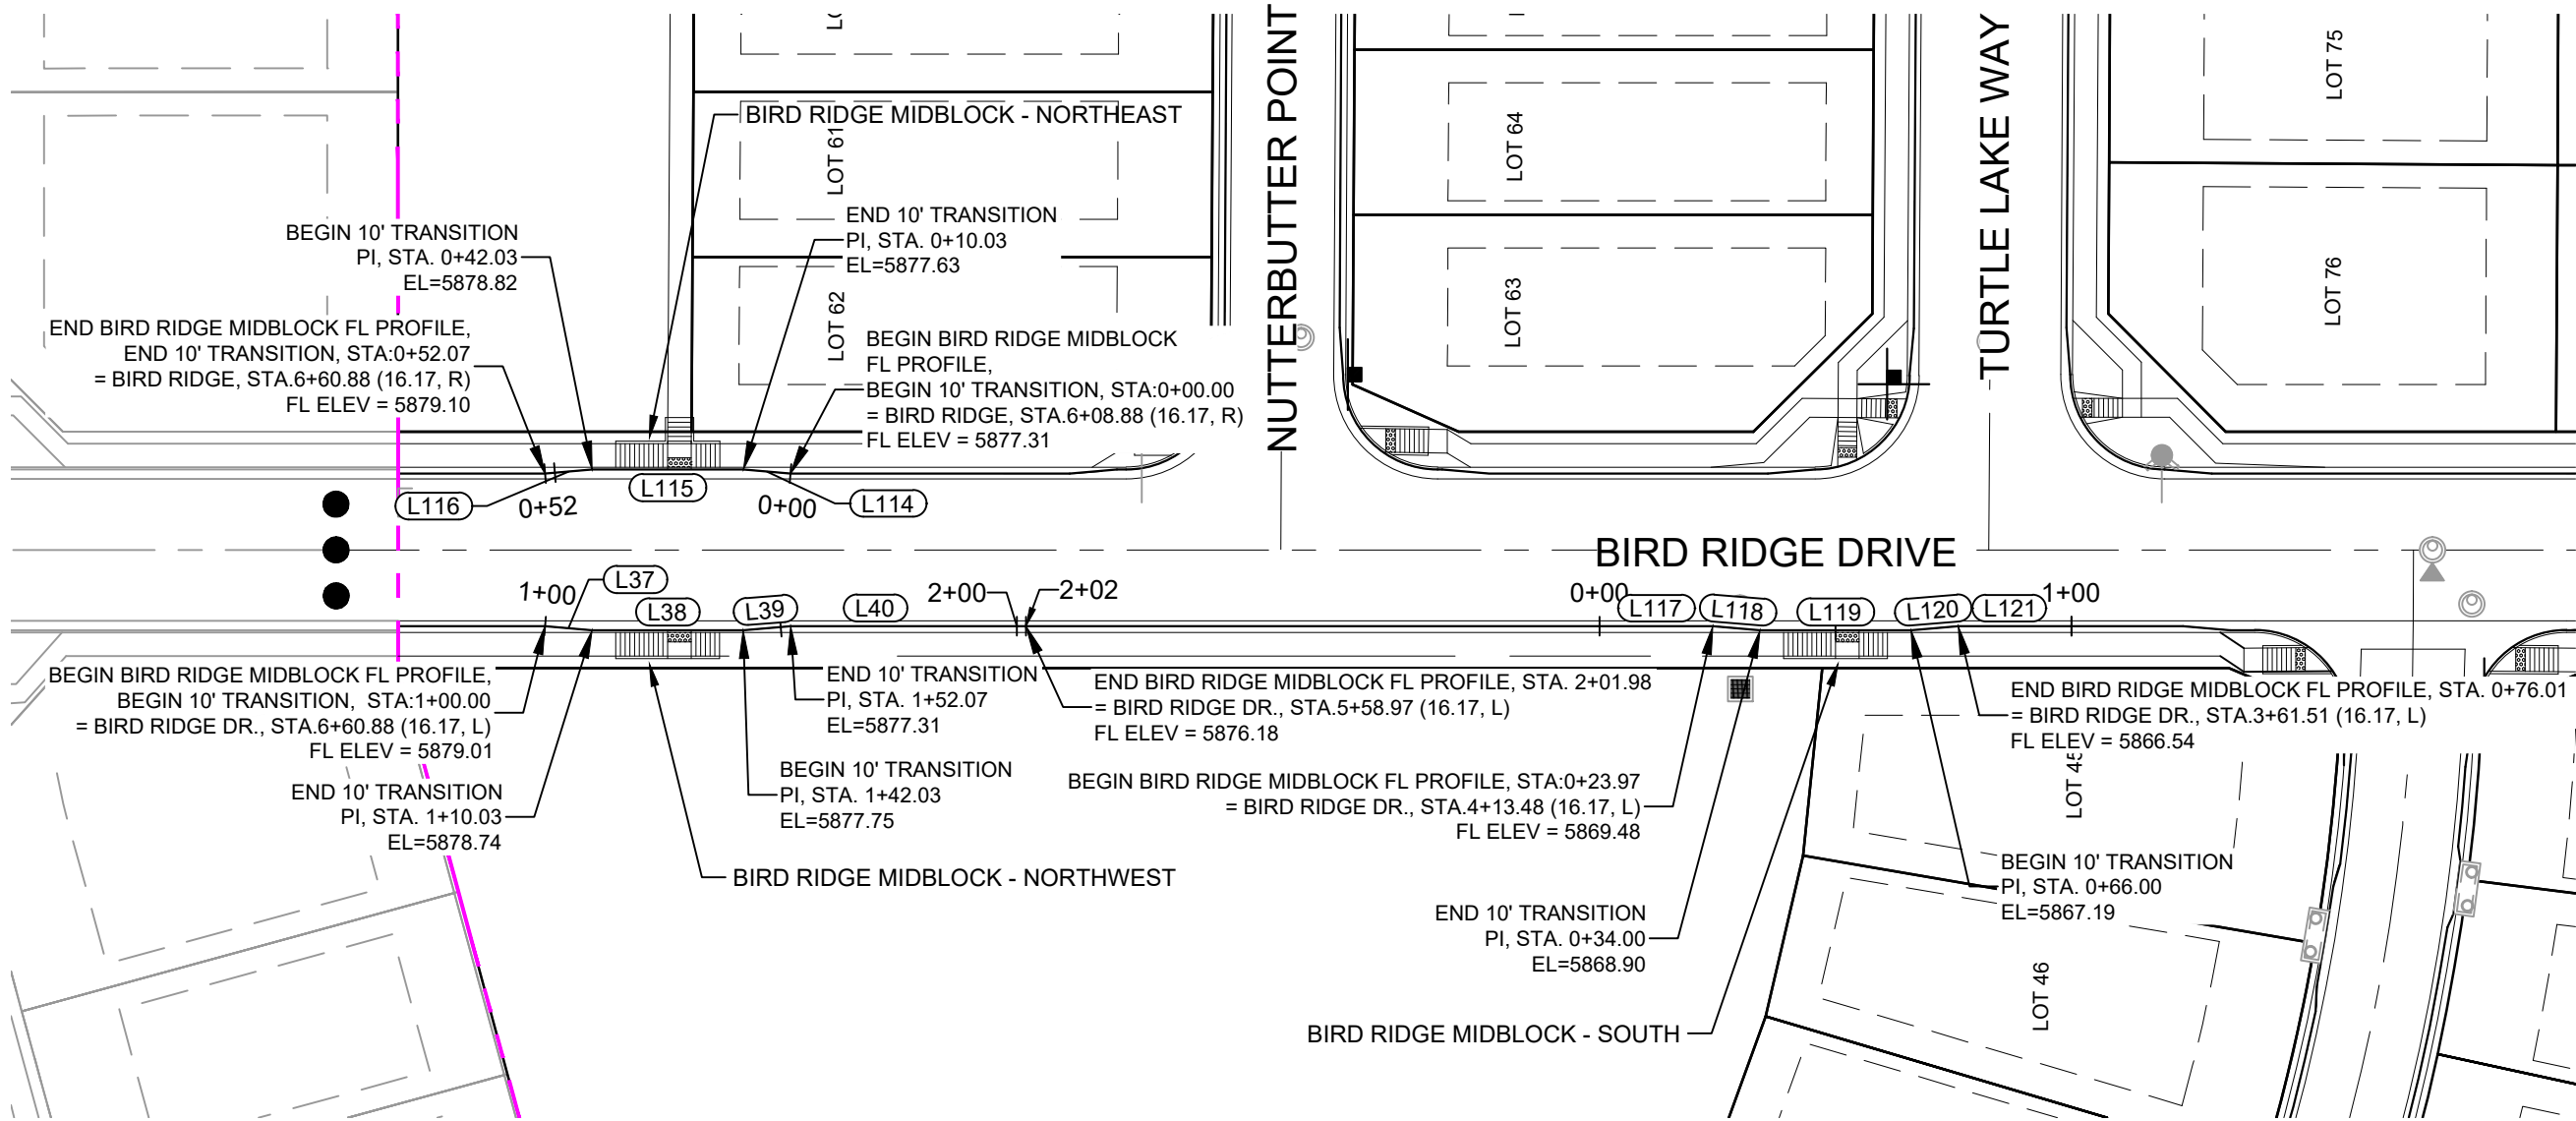 LOT 75
BIRD RIDGE MIDBLOCK - NORTHEAST
LOT 61
LOT 64
NUTTERBUTTER POINT
TURTLE LAKE WAY
BEGIN 10' TRANSITION
PI, STA. 0+42.03
EL=5878.82
END 10' TRANSITION
PI, STA. 0+10.03
EL=5877.63
LOT 62
LOT 63
LOT 76
END BIRD RIDGE MIDBLOCK FL PROFILE,
END 10' TRANSITION, STA:0+52.07
= BIRD RIDGE, STA.6+60.88 (16.17, R)
FL ELEV = 5879.10
BEGIN BIRD RIDGE MIDBLOCK
FL PROFILE,
BEGIN 10' TRANSITION, STA:0+00.00
= BIRD RIDGE, STA.6+08.88 (16.17, R)
FL ELEV = 5877.31
L116
0+52
L115
0+00
L114
BIRD RIDGE DRIVE
1+00
L37
L38
L39
L40
2+00
2+02
0+00
L117
L118
L119
L120
L121
1+00
BEGIN BIRD RIDGE MIDBLOCK FL PROFILE,
BEGIN 10' TRANSITION, STA:1+00.00
= BIRD RIDGE DR., STA.6+60.88 (16.17, L)
FL ELEV = 5879.01
END 10' TRANSITION
PI, STA. 1+52.07
EL=5877.31
END BIRD RIDGE MIDBLOCK FL PROFILE, STA. 2+01.98
= BIRD RIDGE DR., STA.5+58.97 (16.17, L)
FL ELEV = 5876.18
END BIRD RIDGE MIDBLOCK FL PROFILE, STA. 0+76.01
= BIRD RIDGE DR., STA.3+61.51 (16.17, L)
FL ELEV = 5866.54
END 10' TRANSITION
PI, STA. 1+10.03
EL=5878.74
BEGIN 10' TRANSITION
PI, STA. 1+42.03
EL=5877.75
BEGIN BIRD RIDGE MIDBLOCK FL PROFILE, STA:0+23.97
= BIRD RIDGE DR., STA.4+13.48 (16.17, L)
FL ELEV = 5869.48
LOT 45
BIRD RIDGE MIDBLOCK - NORTHWEST
BEGIN 10' TRANSITION
PI, STA. 0+66.00
EL=5867.19
END 10' TRANSITION
PI, STA. 0+34.00
EL=5868.90
LOT 46
BIRD RIDGE MIDBLOCK - SOUTH